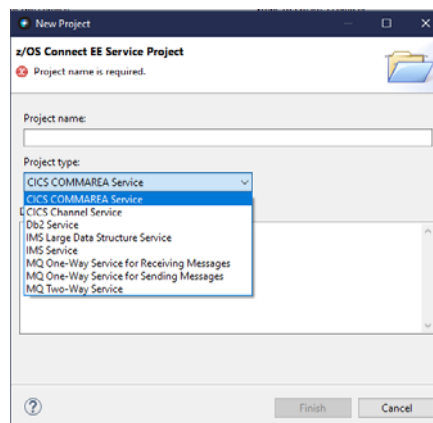 New Project
z/OS Connect EE Service Project
Project name is required.
Project name:
Project type:
CICS COMMAREA Service
CICS COMMAREA Service
CICS Channel Service
Db2 Service
IMS Large Data Structure Service
IMS Service
MQ One-Way Service for Receiving Messages
MQ One-Way Service for Sending Messages
MQ Two-Way Service
Finish
Cancel